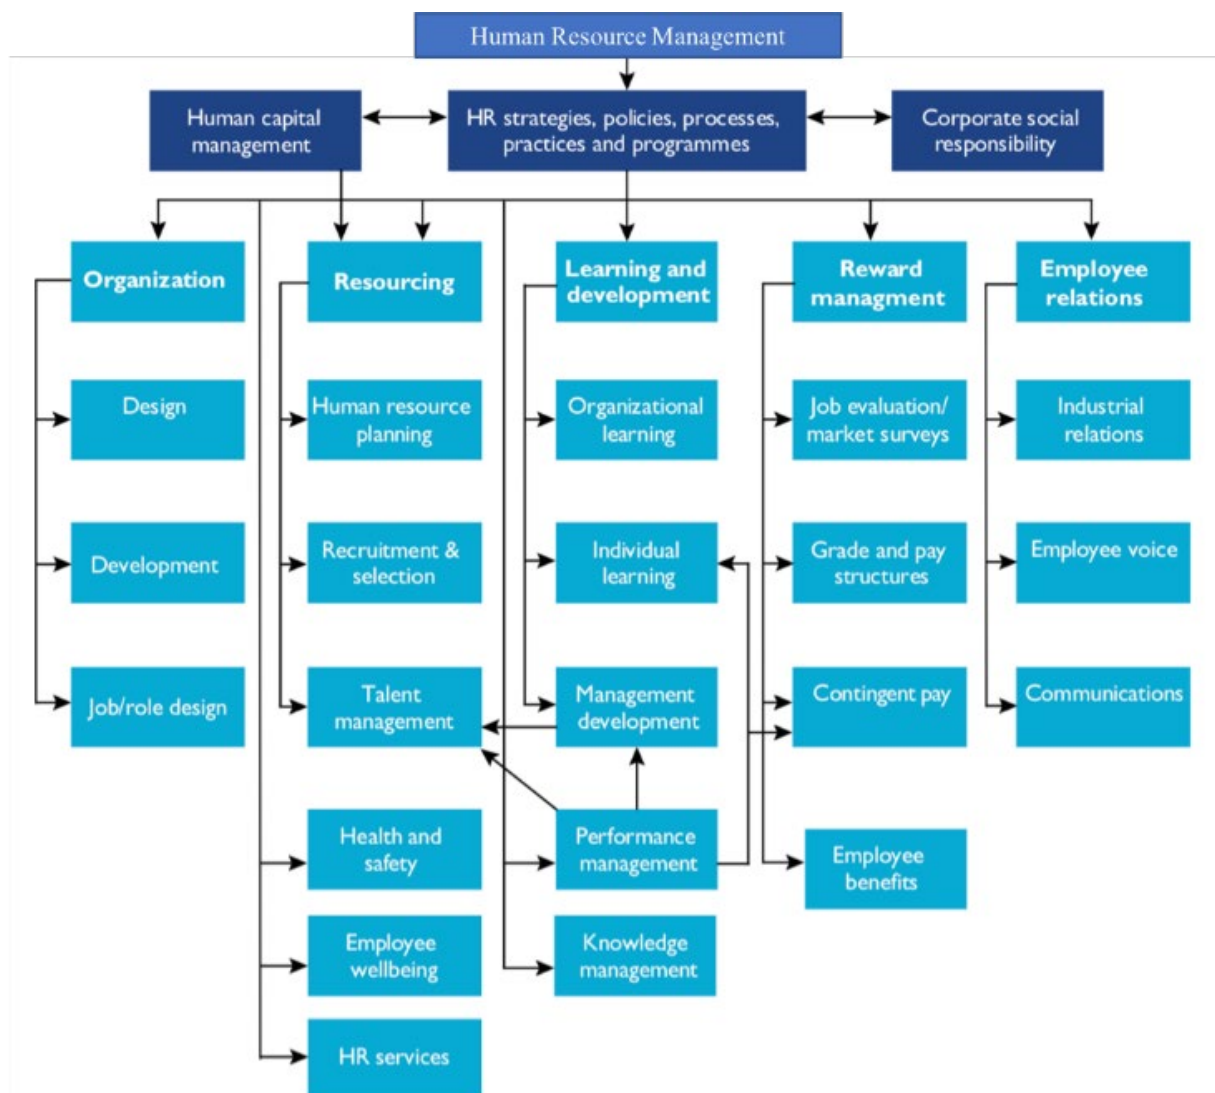 Human Resource Management
Human capital
management
HR strategies, policies, processes,
practices and programmes
Corporate social
responsibility
Organization
Resourcing
Learning and
development
Reward
managment
Employee
relations
Design
Human resource
planning
Organizational
learning
Job evaluation/
market surveys
Industrial
relations
Development
Recruitment &
selection
Individual
learning
Grade and pay
structures
Employee voice
Job/role design
Talent
management
Management
development
Contingent pay
Communications
Health and
safety
Performance
management
Employee
benefits
Employee
wellbeing
Knowledge
management
HR services